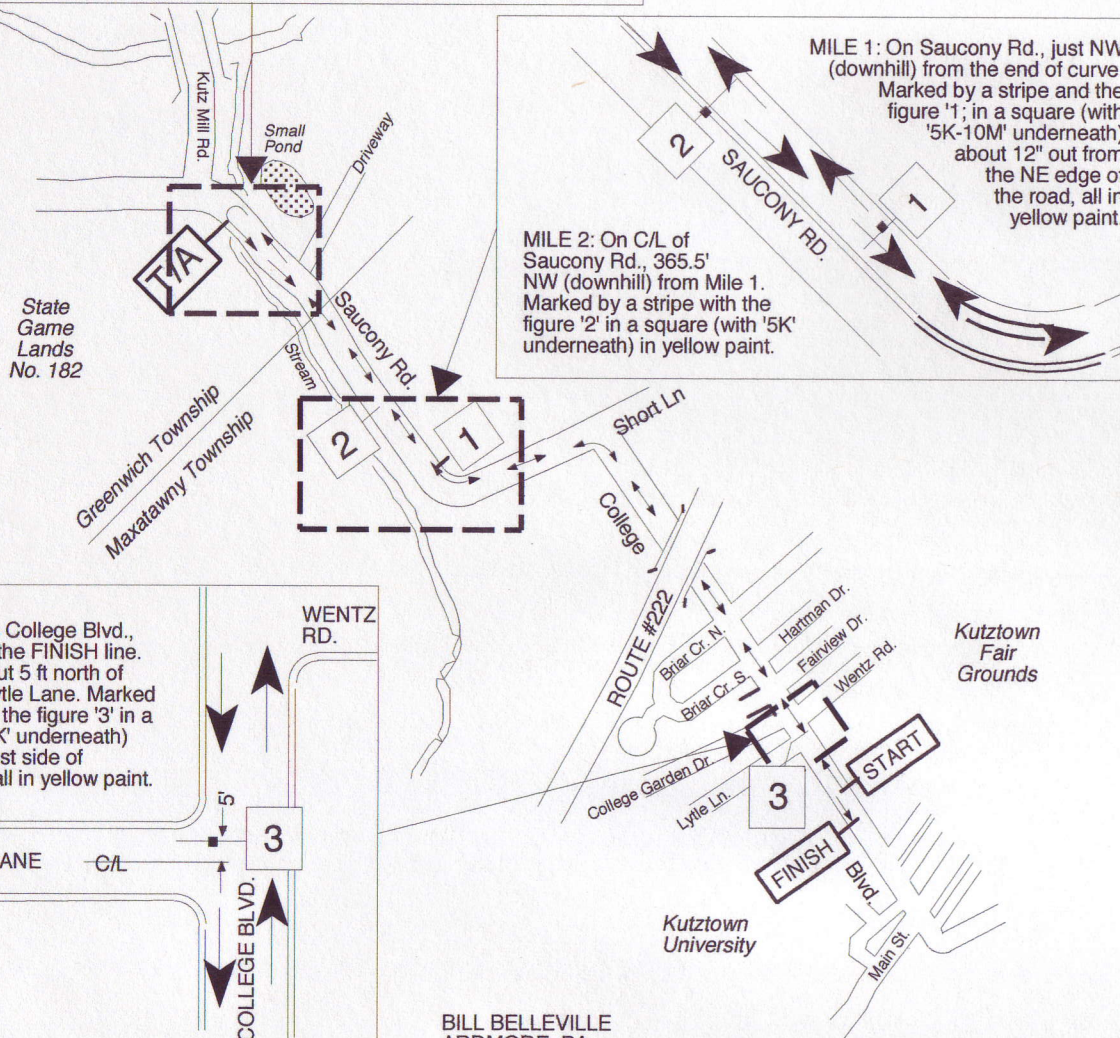 Kutz Mill Rd.
Small
Pond
Driveway
T/A
State
Game
Lands
No. 182
Saucony Rd.
Stream
Greenwich Township
Maxatawny Township
2
1
Short Ln
College
ROUTE #222
MILE 1: On Saucony Rd., just NW
(downhill) from the end of curve
Marked by a stripe and the
figure '1; in a square (with
'5K-10M' underneath)
about 12" out from
the NE edge of
the road, all in
yellow paint
2
SAUCONY RD.
1
MILE 2: On C/L of
Saucony Rd., 365.5'
NW (downhill) from Mile 1.
Marked by a stripe with the
figure '2' in a square (with '5K'
underneath) in yellow paint.
Hartman Dr.
Fairview Dr.
Wentz Rd.
Briar Cr. N.
Briar Cr. S.
College Garden Dr.
Lytle Ln.
3
START
FINISH
Blvd.
Main St.
Kutztown
Fair
Grounds
Kutztown
University
College Blvd.,
the FINISH line.
ut 5 ft north of
tle Lane. Marked
the figure '3' in a
K' underneath)
st side of
all in yellow paint.
WENTZ
RD.
5'
3
ANE
C/L
COLLEGE BLVD.
BILL BELLEVILLE
ARDMORE, PA